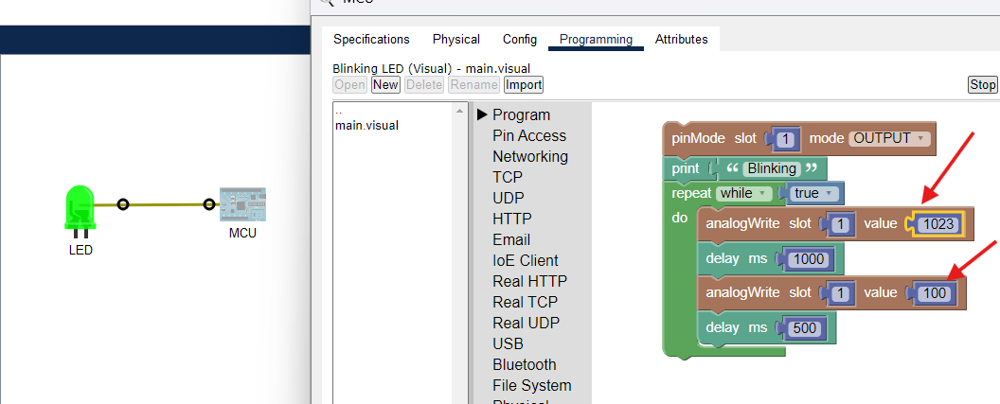 MCU
Specifications Physical Config Programming Attributes
Blinking LED (Visual) - main.visual
Open New Delete Rename Import Stop
..
main.visual
Program
Pin Access
Networking
TCP
UDP
HTTP
Email
IoE Client
Real HTTP
Real TCP
Real UDP
USB
Bluetooth
File System
Physical
pinMode slot 1 mode OUTPUT
print “ Blinking ”
repeat while true
do analogWrite slot 1 value 1023
delay ms 1000
analogWrite slot 1 value 100
delay ms 500
LED
MCU